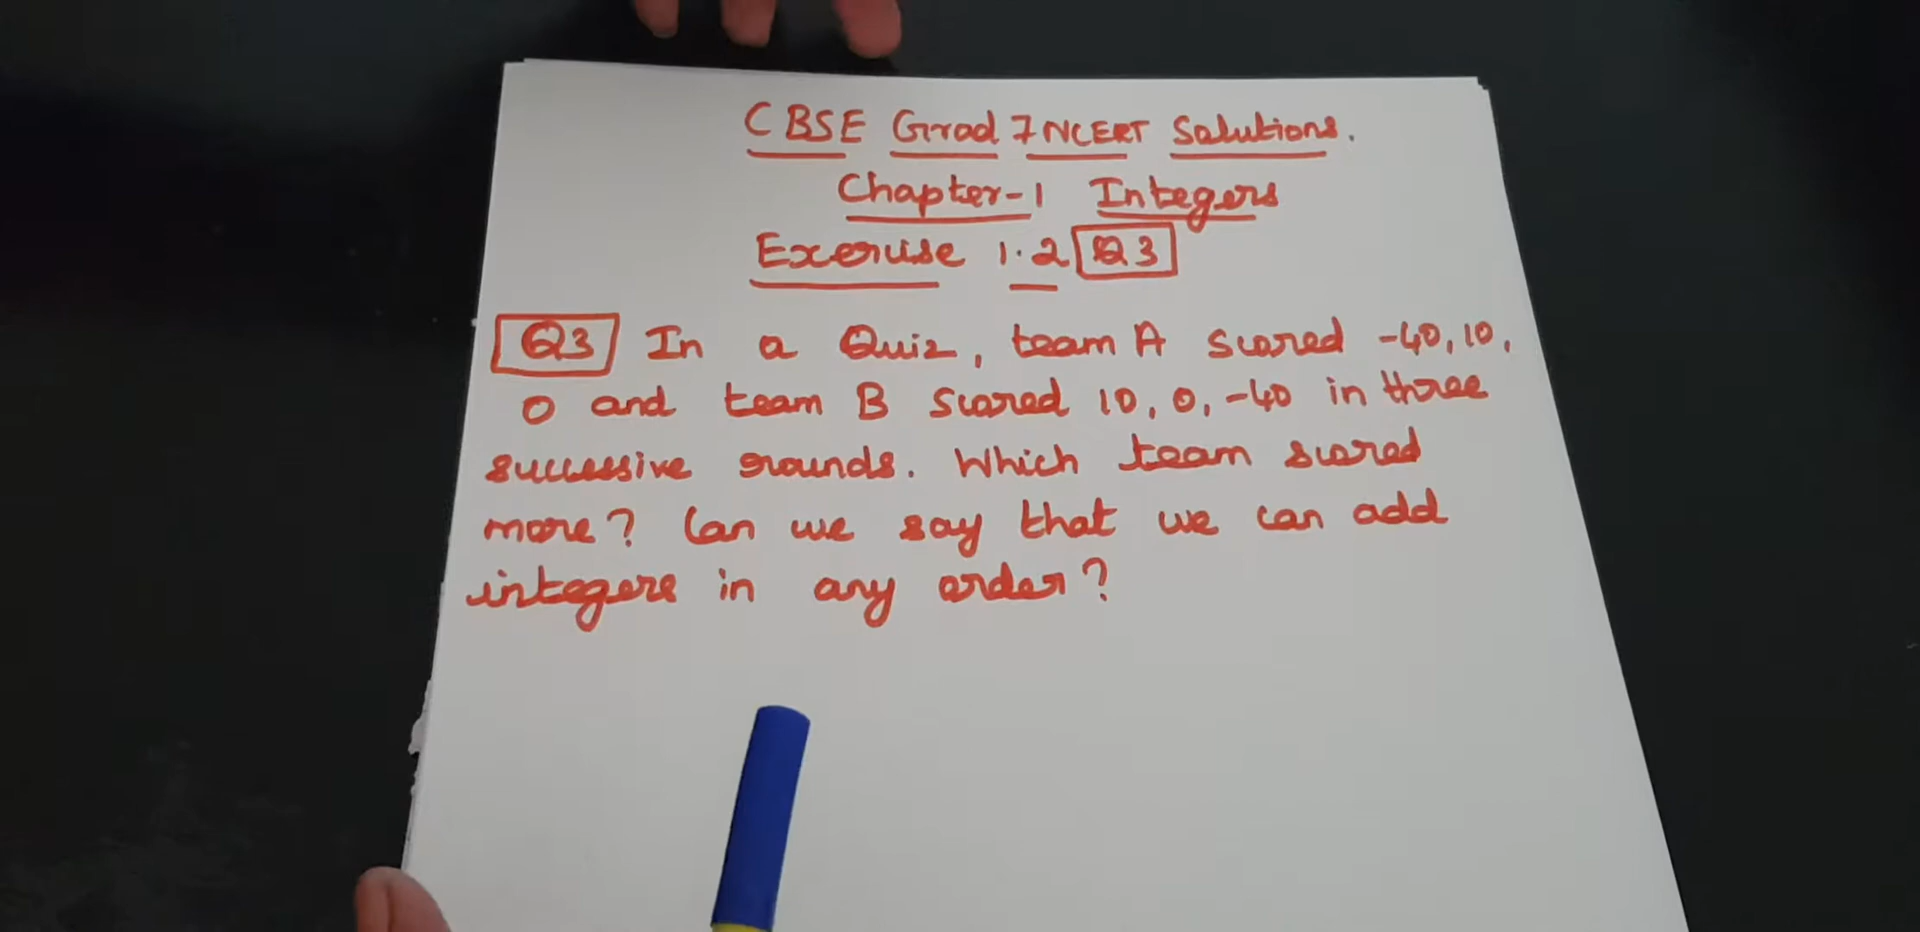 CBSE Grad 7 NCERT Solutions.
Chapter-1 Integers
Exercise 1.2 Q3
Q3 In a Quiz, team A scored -40, 10,
0 and team B scored 10, 0, -40 in three
successive rounds. Which team scored
more? Can we say that we can add
integers in any order?